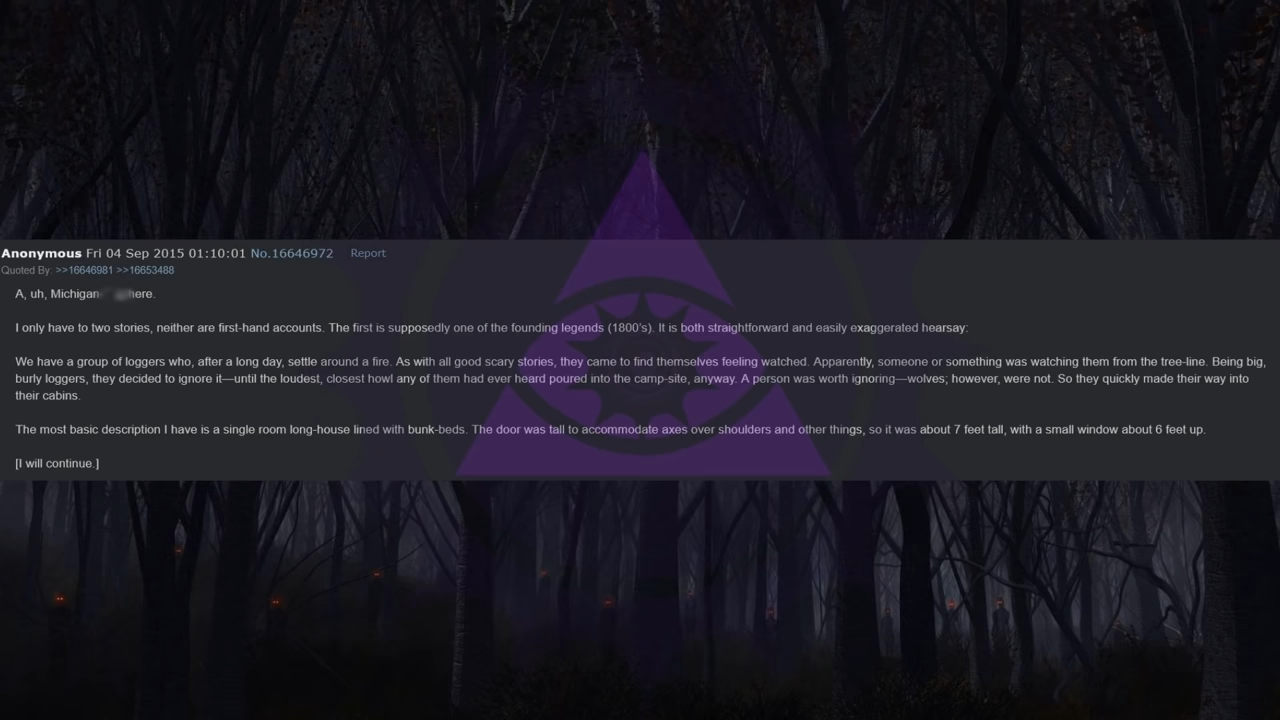 Anonymous Fri 04 Sep 2015 01:10:01 No.16646972 Report
Quoted By: >>16646981 >>16653488
A, uh, Michigan here.
I only have to two stories, neither are first-hand accounts. The first is supposedly one of the founding legends (1800's). It is both straightforward and easily exaggerated hearsay:
We have a group of loggers who, after a long day, settle around a fire. As with all good scary stories, they came to find themselves feeling watched. Apparently, someone or something was watching them from the tree-line. Being big,
burly loggers, they decided to ignore it—until the loudest, closest howl any of them had ever heard poured into the camp-site, anyway. A person was worth ignoring—wolves; however, were not. So they quickly made their way into
their cabins.
The most basic description I have is a single room long-house lined with bunk-beds. The door was tall to accommodate axes over shoulders and other things, so it was about 7 feet tall, with a small window about 6 feet up.
[I will continue.]